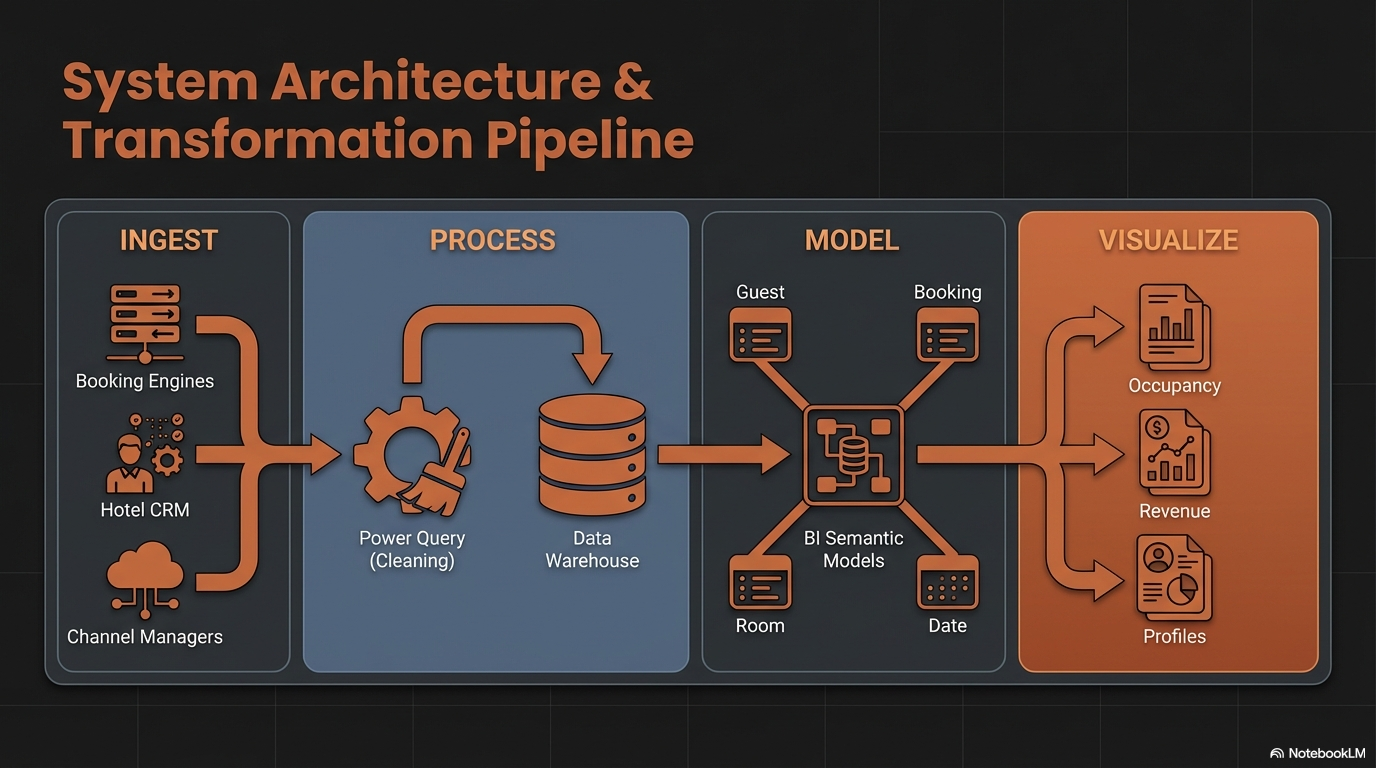 System Architecture &
Transformation Pipeline
INGEST
Booking Engines
Hotel CRM
Channel Managers
PROCESS
Power Query
(Cleaning)
Data
Warehouse
MODEL
Guest
Booking
BI Semantic
Models
Room
Date
VISUALIZE
$
Occupancy
Revenue
Profiles
NotebookLM